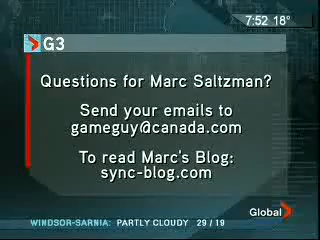 7:52 18°
G3
Questions for Marc Saltzman?
Send your emails to
gameguy@canada.com
To read Marc's Blog:
sync-blog.com
Global
WINDSOR-SARNIA: PARTLY CLOUDY 29 / 19